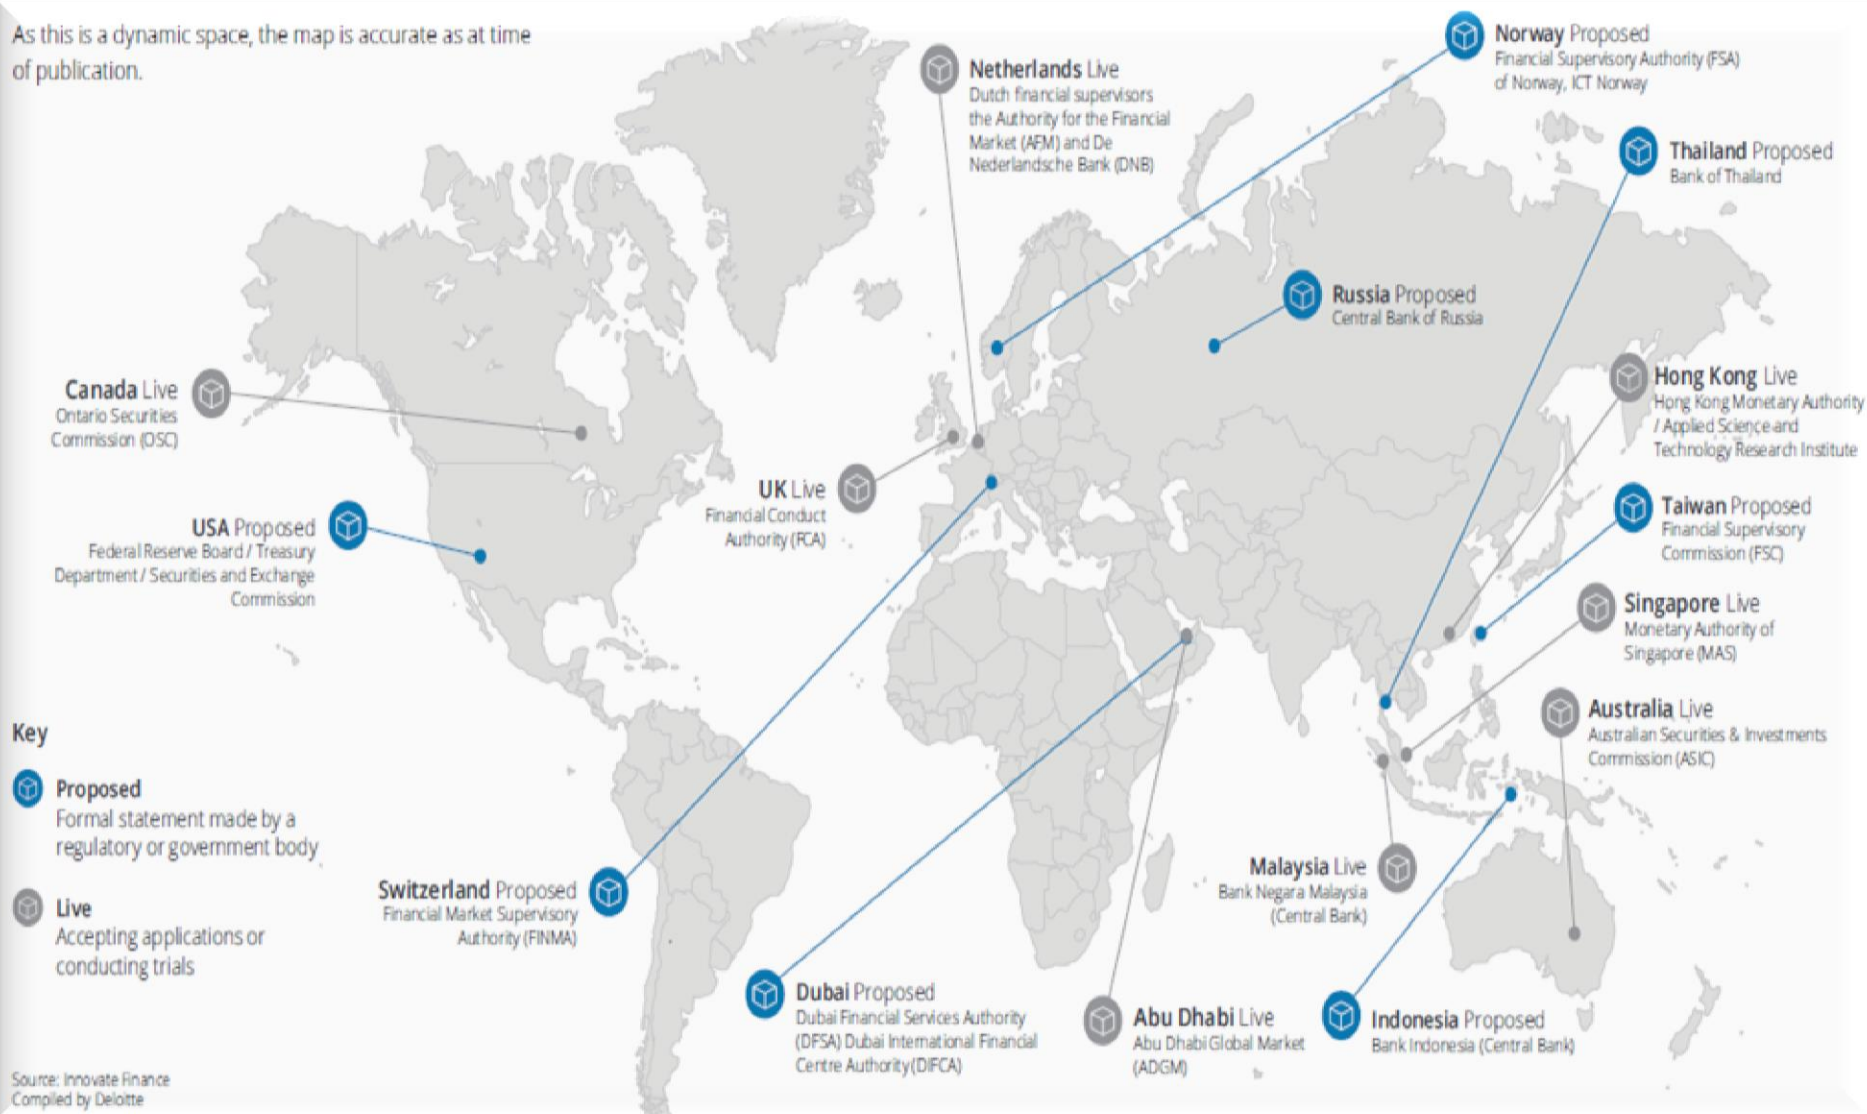 As this is a dynamic space, the map is accurate as at time
of publication.
Netherlands Live
Dutch financial supervisors
the Authority for the Financial
Market (AFM) and De
Nederlandsche Bank (DNB)
Norway Proposed
Financial Supervisory Authority (FSA)
of Norway, ICT Norway
Thailand Proposed
Bank of Thailand
Russia Proposed
Central Bank of Russia
Canada Live
Ontario Securities
Commission (OSC)
Hong Kong Live
Hong Kong Monetary Authority
/ Applied Science and
Technology Research Institute
UK Live
Financial Conduct
Authority (FCA)
USA Proposed
Federal Reserve Board / Treasury
Department / Securities and Exchange
Commission
Taiwan Proposed
Financial Supervisory
Commission (FSC)
Singapore Live
Monetary Authority of
Singapore (MAS)
Australia Live
Australian Securities & Investments
Commission (ASIC)
Key
Proposed
Formal statement made by a
regulatory or government body
Live
Accepting applications or
conducting trials
Switzerland Proposed
Financial Market Supervisory
Authority (FINMA)
Malaysia Live
Bank Negara Malaysia
(Central Bank)
Dubai Proposed
Dubai Financial Services Authority
(DFSA) Dubai International Financial
Centre Authority (DIFCA)
Abu Dhabi Live
Abu Dhabi Global Market
(ADGM)
Indonesia Proposed
Bank Indonesia (Central Bank)
Source: Innovate Finance
Compiled by Deloitte